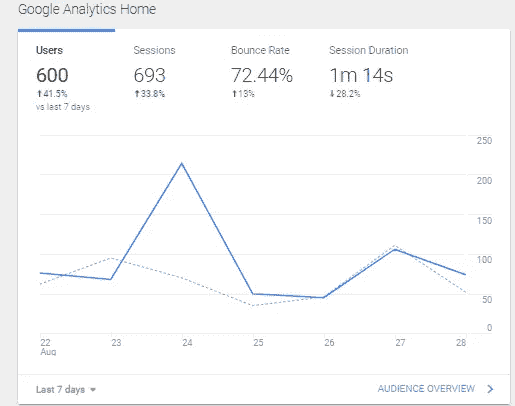 Google Analytics Home
Users Sessions Bounce Rate Session Duration
600 693 72.44% 1m 14s
↑41.5% ↑33.8% ↑13% ↓28.2%
vs last 7 days
250
200
150
100
50
0
22 23 24 25 26 27 28
Aug
Last 7 days AUDIENCE OVERVIEW